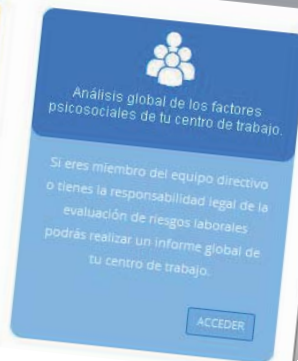 Análisis global de los factores
psicosociales de tu centro de trabajo.
Si eres miembro del equipo directivo
o tienes la responsabilidad legal de la
evaluación de riesgos laborales
podrás realizar un informe global de
tu centro de trabajo.
ACCEDER